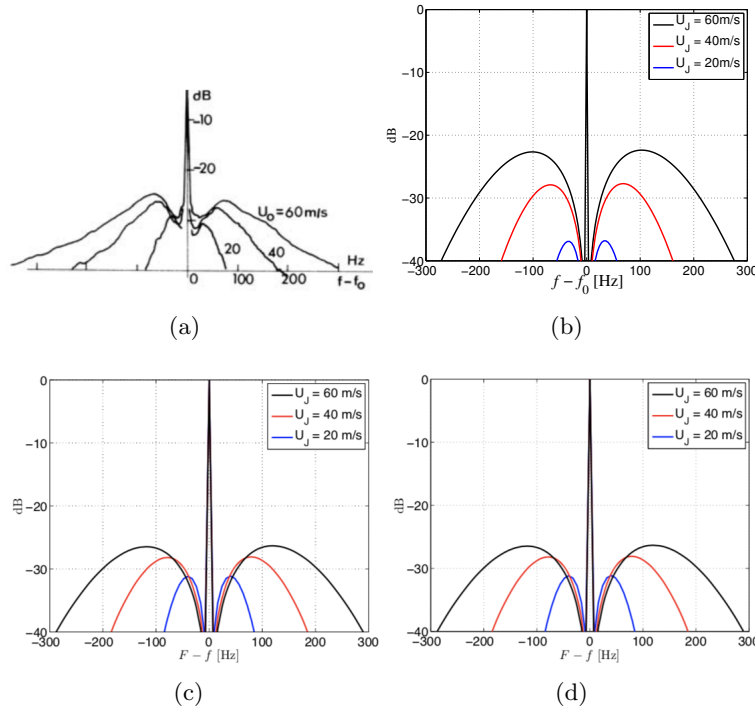 dB
-10
-20
U₀=60m/s
20
40
Hz
0
100
200
300
f-f₀
(a)
0
-10
-20
-30
-40
dB
U_J = 60m/s
U_J = 40m/s
U_J = 20m/s
-300
-200
-100
0
100
200
300
f - f₀ [Hz]
(b)
0
-10
-20
-30
-40
dB
U_J = 60 m/s
U_J = 40 m/s
U_J = 20 m/s
-300
-200
-100
0
100
200
300
F - f [Hz]
(c)
0
-10
-20
-30
-40
dB
U_J = 60 m/s
U_J = 40 m/s
U_J = 20 m/s
-300
-200
-100
0
100
200
300
F - f [Hz]
(d)